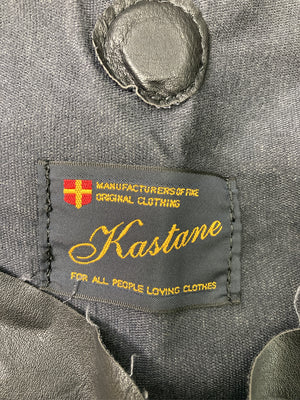 MANUFACTURERS OF FINE
ORIGINAL CLOTHING
Kastane
FOR ALL PEOPLE LOVING CLOTHES